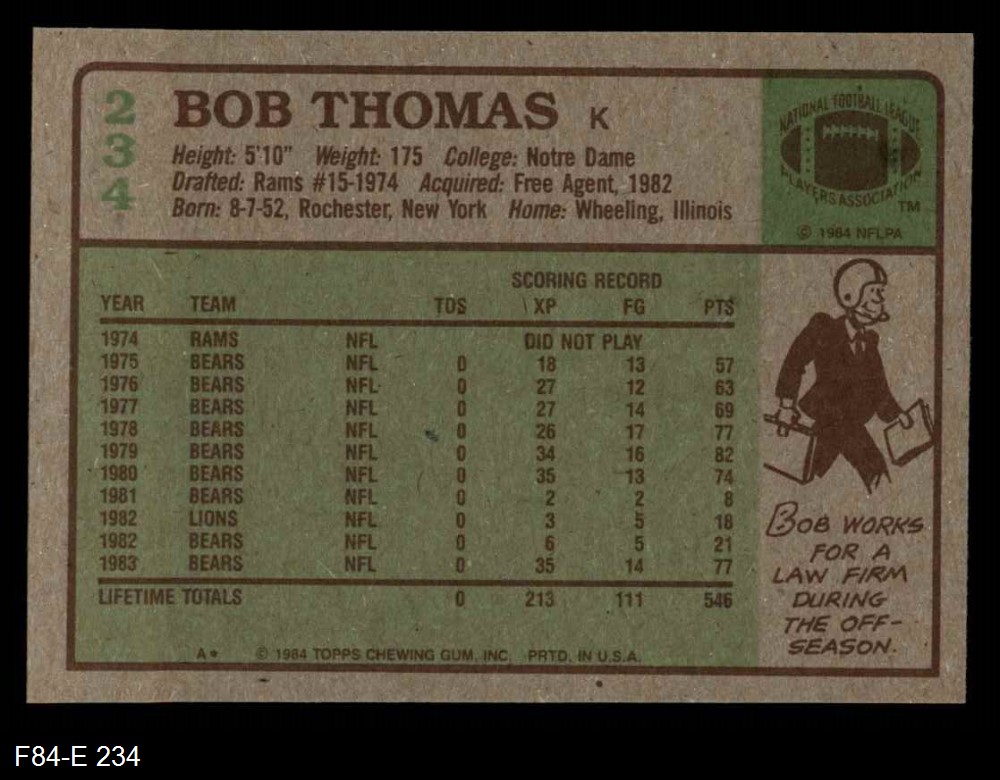 234
BOB THOMAS K
Height: 5'10" Weight: 175 College: Notre Dame
Drafted: Rams #15-1974 Acquired: Free Agent, 1982
Born: 8-7-52, Rochester, New York Home: Wheeling, Illinois
NATIONAL FOOTBALL LEAGUE
PLAYERS ASSOCIATION
TM
© 1984 NFLPA
SCORING RECORD
YEAR TEAM TDS XP FG PTS
1974 RAMS NFL DID NOT PLAY
1975 BEARS NFL 0 18 13 57
1976 BEARS NFL 0 27 12 63
1977 BEARS NFL 0 27 14 69
1978 BEARS NFL 0 26 17 77
1979 BEARS NFL 0 34 16 82
1980 BEARS NFL 0 35 13 74
1981 BEARS NFL 0 2 2 8
1982 LIONS NFL 0 3 5 18
1982 BEARS NFL 0 6 5 21
1983 BEARS NFL 0 35 14 77
LIFETIME TOTALS 0 213 111 546
A* © 1984 TOPPS CHEWING GUM, INC. PRTD. IN U.S.A.
BOB WORKS
FOR A
LAW FIRM
DURING
THE OFF-
SEASON.
F84-E 234